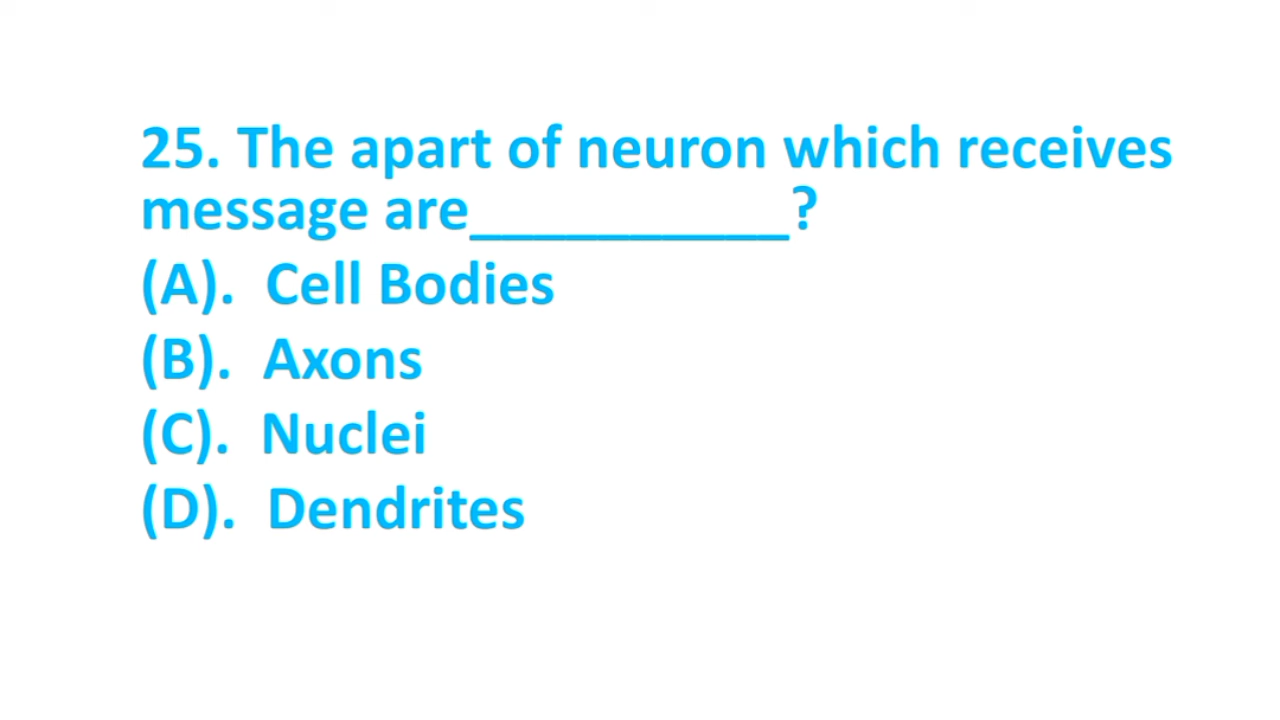 25. The apart of neuron which receives
message are___________?
(A).  Cell Bodies
(B).  Axons
(C).  Nuclei
(D).  Dendrites